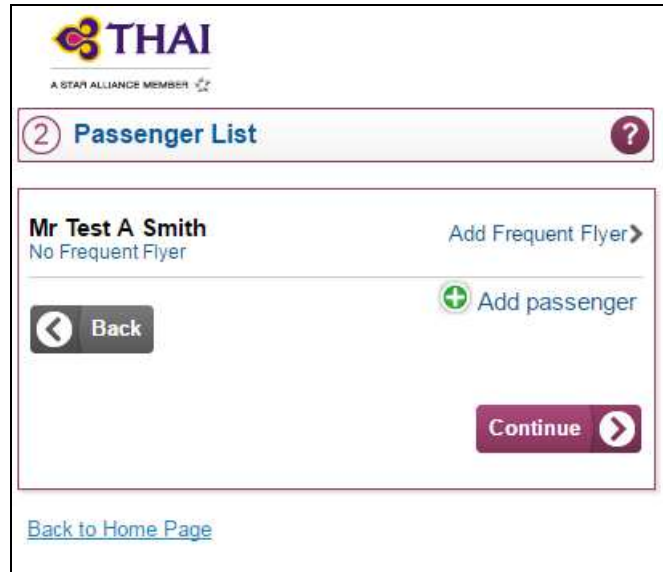 THAI
A STAR ALLIANCE MEMBER
2 Passenger List ?
Mr Test A Smith
No Frequent Flyer
Add Frequent Flyer
Add passenger
Back
Continue
Back to Home Page